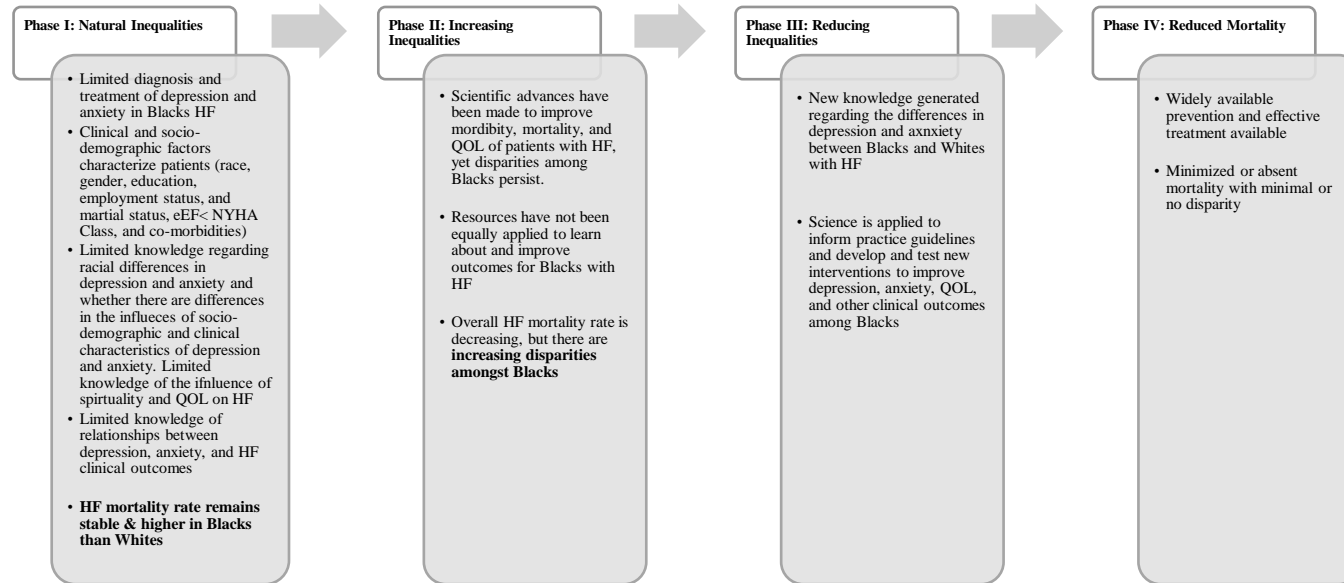 Phase I: Natural Inequalities
• Limited diagnosis and
treatment of depression and
anxiety in Blacks HF
• Clinical and socio-
demographic factors
characterize patients (race,
gender, education,
employment status, and
martial status, eEF< NYHA
Class, and co-morbidities)
• Limited knowledge regarding
racial differences in
depression and anxiety and
whether there are differences
in the influeces of socio-
demographic and clinical
characteristics of depression
and anxiety. Limited
knowledge of the ifnluence of
spirtuality and QOL on HF
• Limited knowledge of
relationships between
depression, anxiety, and HF
clinical outcomes
• HF mortality rate remains
stable & higher in Blacks
than Whites
Phase II: Increasing
Inequalities
• Scientific advances have
been made to improve
mordibity, mortality, and
QOL of patients with HF,
yet disparities among
Blacks persist.
• Resources have not been
equally applied to learn
about and improve
outcomes for Blacks with
HF
• Overall HF mortality rate is
decreasing, but there are
increasing disparities
amongst Blacks
Phase III: Reducing
Inequalities
• New knowledge generated
regarding the differences in
depression and axnxiety
between Blacks and Whites
with HF
• Science is applied to
inform practice guidelines
and develop and test new
interventions to improve
depression, anxiety, QOL,
and other clinical outcomes
among Blacks
Phase IV: Reduced Mortality
• Widely available
prevention and effective
treatment available
• Minimized or absent
mortality with minimal or
no disparity